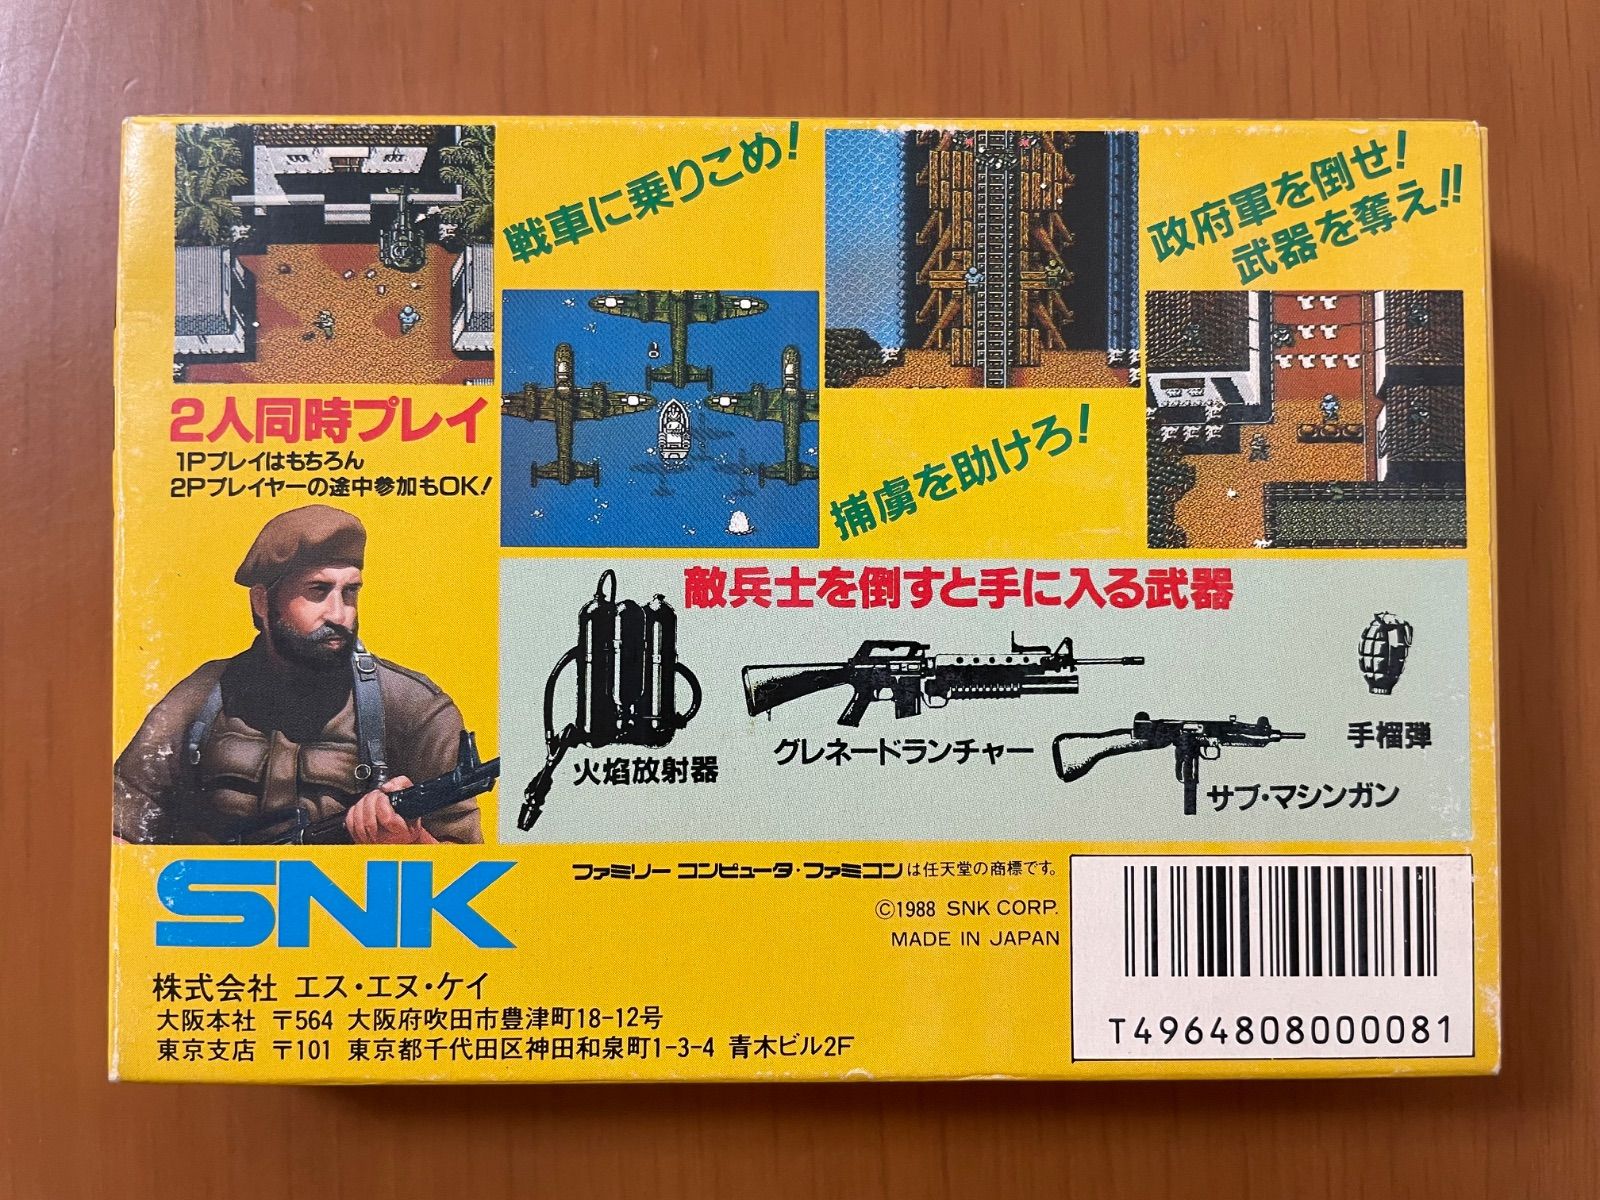 戦車に乗りこめ!
政府軍を倒せ!
武器を奪え!!
2人同時プレイ
1Pプレイはもちろん
2Pプレイヤーの途中参加もOK!
捕虜を助けろ!
敵兵士を倒すと手に入る武器
火焰放射器
グレネードランチャー
サブ・マシンガン
手榴弾
SNK
ファミリーコンピュータ・ファミコンは任天堂の商標です。
©1988 SNK CORP.
MADE IN JAPAN
株式会社 エス・エヌ・ケイ
大阪本社 〒564 大阪府吹田市豊津町18-12号
東京支店 〒101 東京都千代田区神田和泉町1-3-4 青木ビル2F
T4964808000081